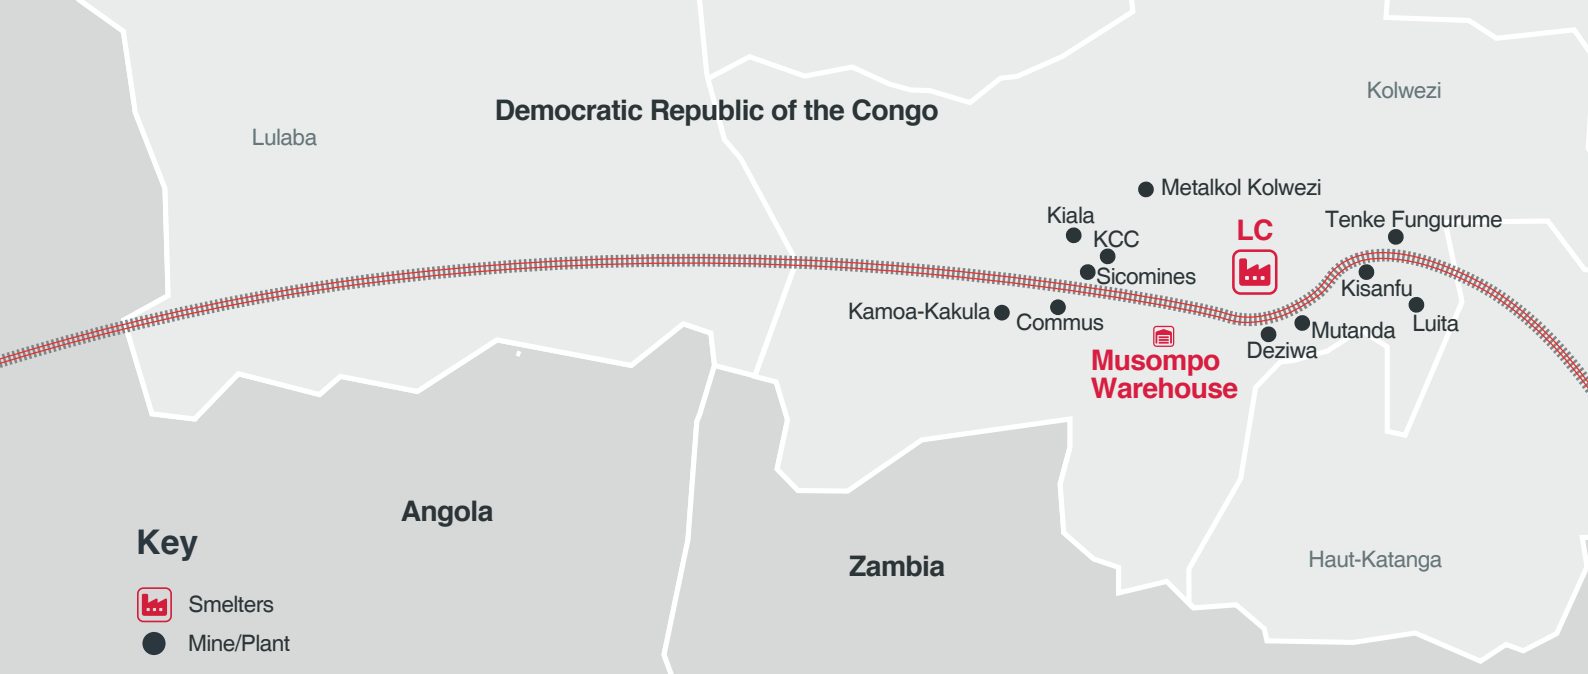 Kolwezi
Democratic Republic of the Congo
Lulaba
Metalkol Kolwezi
Kiala
Tenke Fungurume
LC
KCC
Sicomines
Kisanfu
Kamoa-Kakula
Commus
Luita
Mutanda
Deziwa
Musompo
Warehouse
Angola
Key
Zambia
Haut-Katanga
Smelters
Mine/Plant